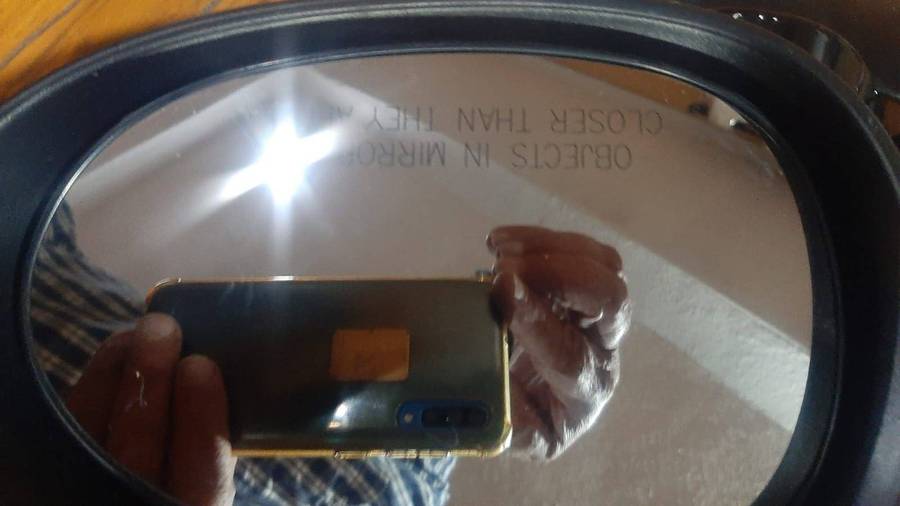 OBJECTS IN MIRROR
CLOSER THAN THEY